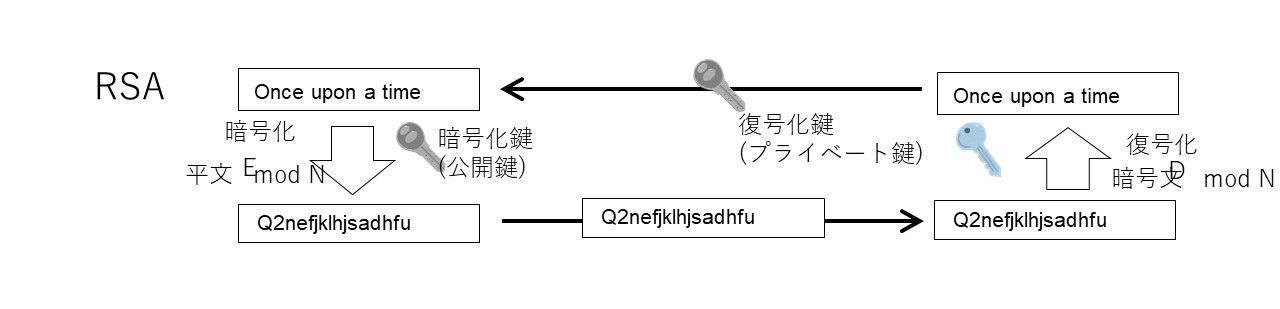 RSA
Once upon a time
Once upon a time
暗号化
暗号化鍵
(公開鍵)
平文 E mod N
復号化鍵
(プライベート鍵)
復号化
暗号文 D mod N
Q2nefjklhjsadhfu
Q2nefjklhjsadhfu
Q2nefjklhjsadhfu